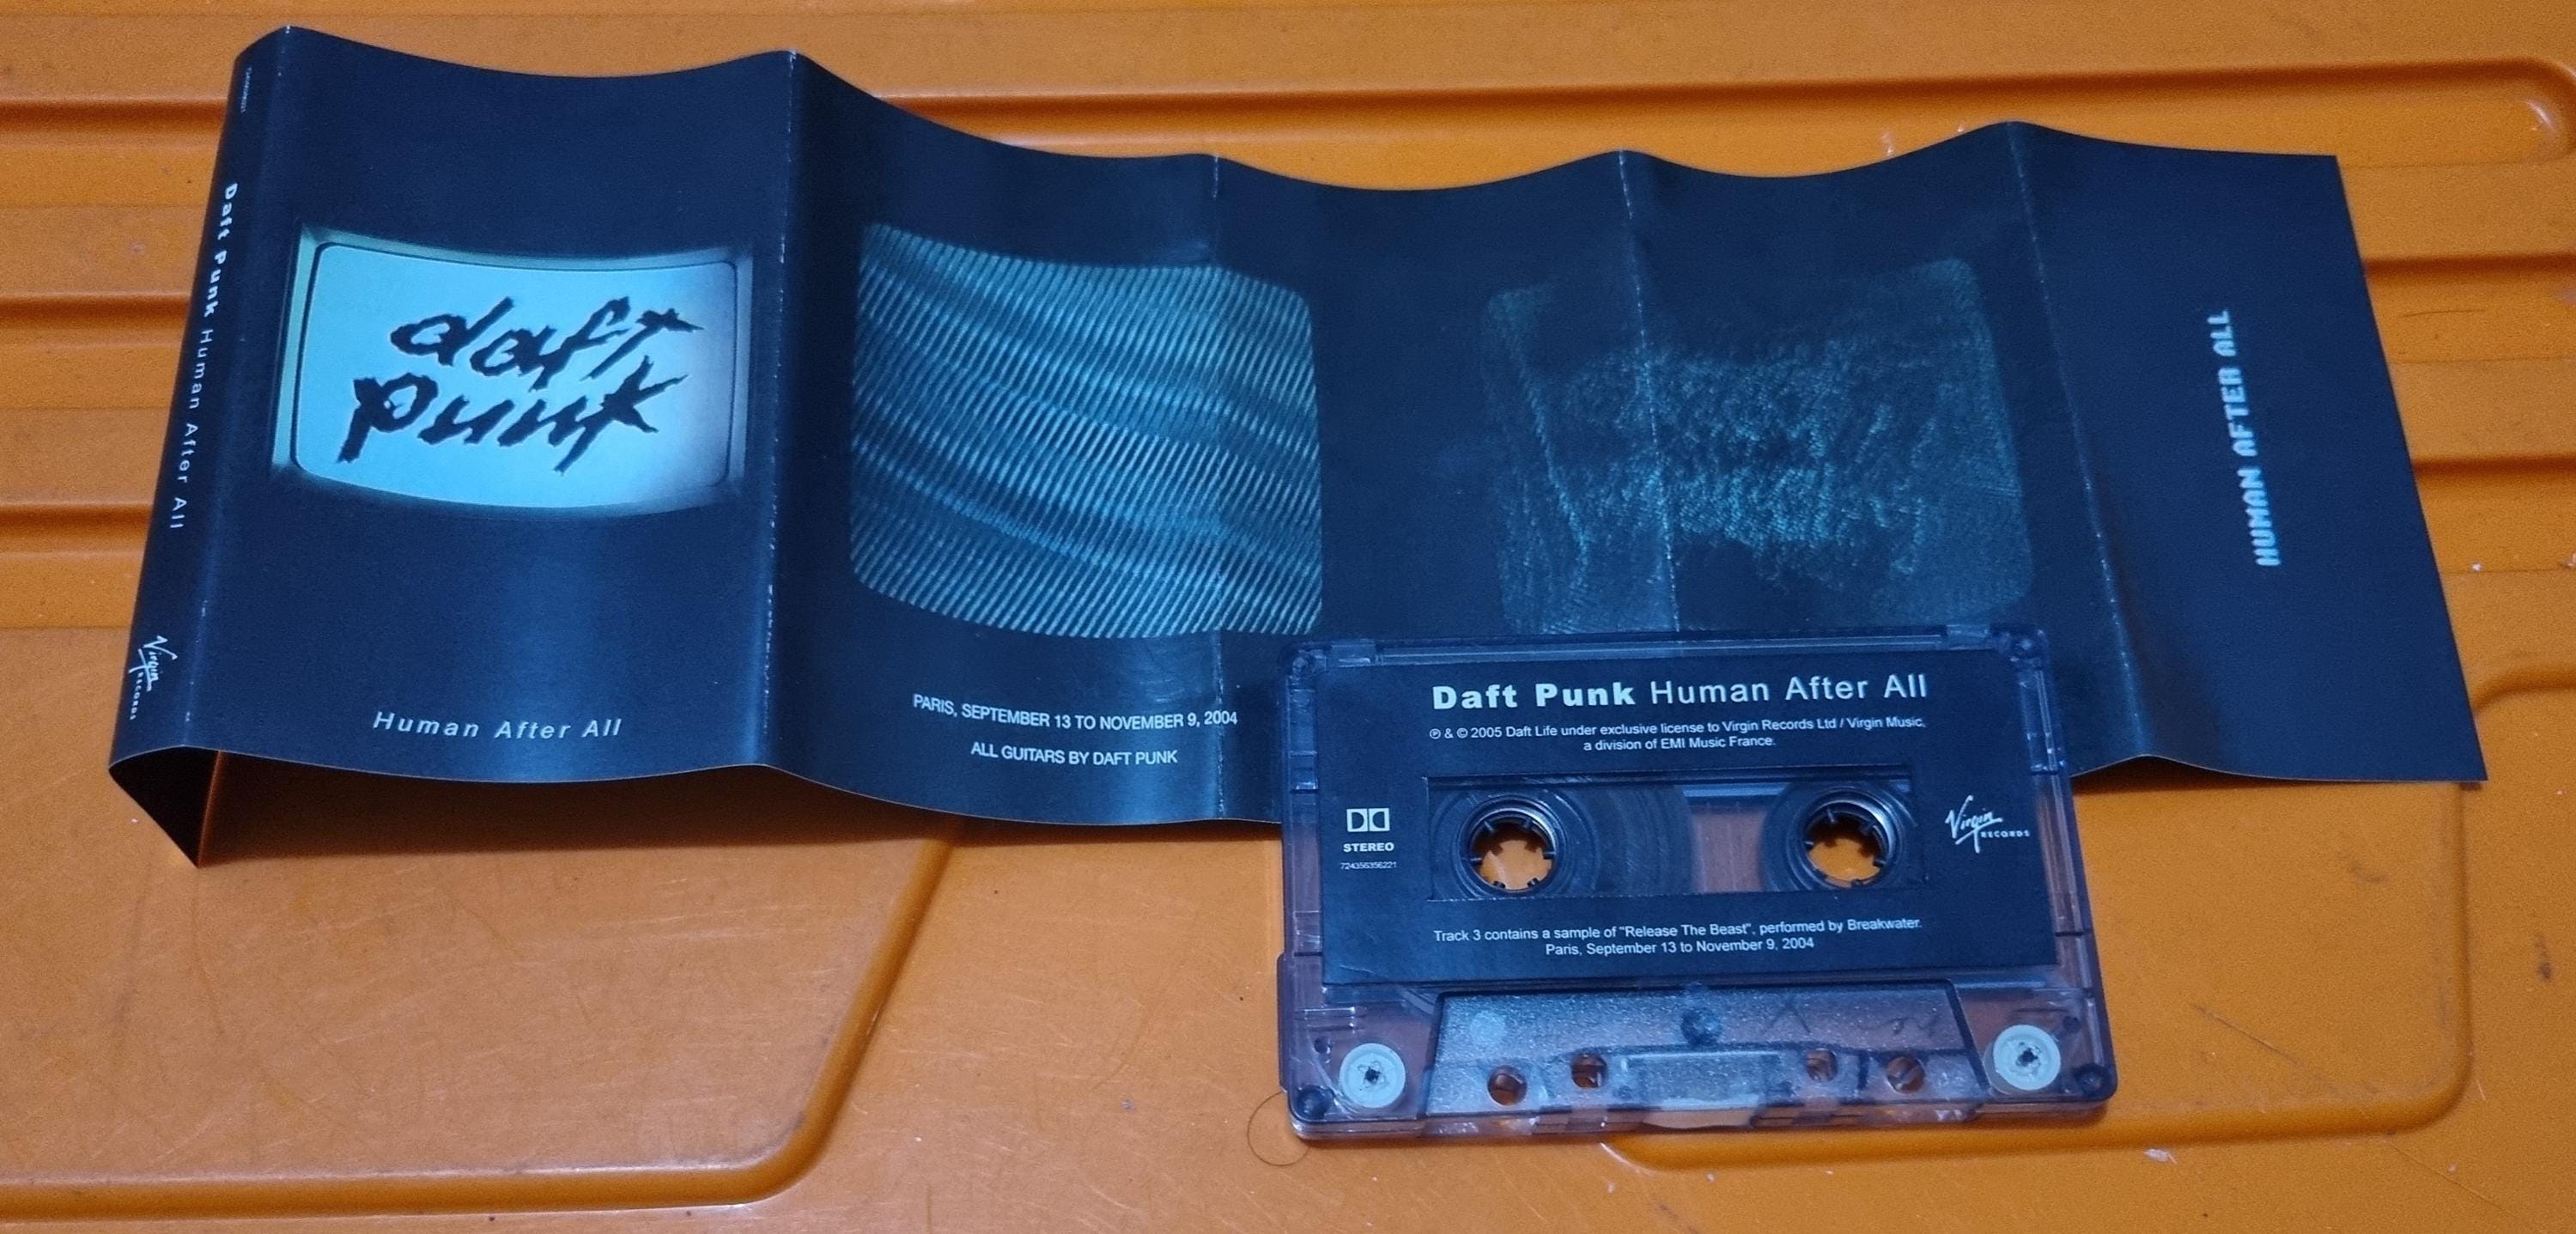 Daft Punk Human After All
Virgin
RECORDS
daft
punk
Human After All
PARIS, SEPTEMBER 13 TO NOVEMBER 9, 2004
ALL GUITARS BY DAFT PUNK
HUMAN AFTER ALL
Daft Punk Human After All
℗ & © 2005 Daft Life under exclusive license to Virgin Records Ltd / Virgin Music,
a division of EMI Music France.
STEREO
724356356221
Virgin
RECORDS
Track 3 contains a sample of "Release The Beast", performed by Breakwater.
Paris, September 13 to November 9, 2004